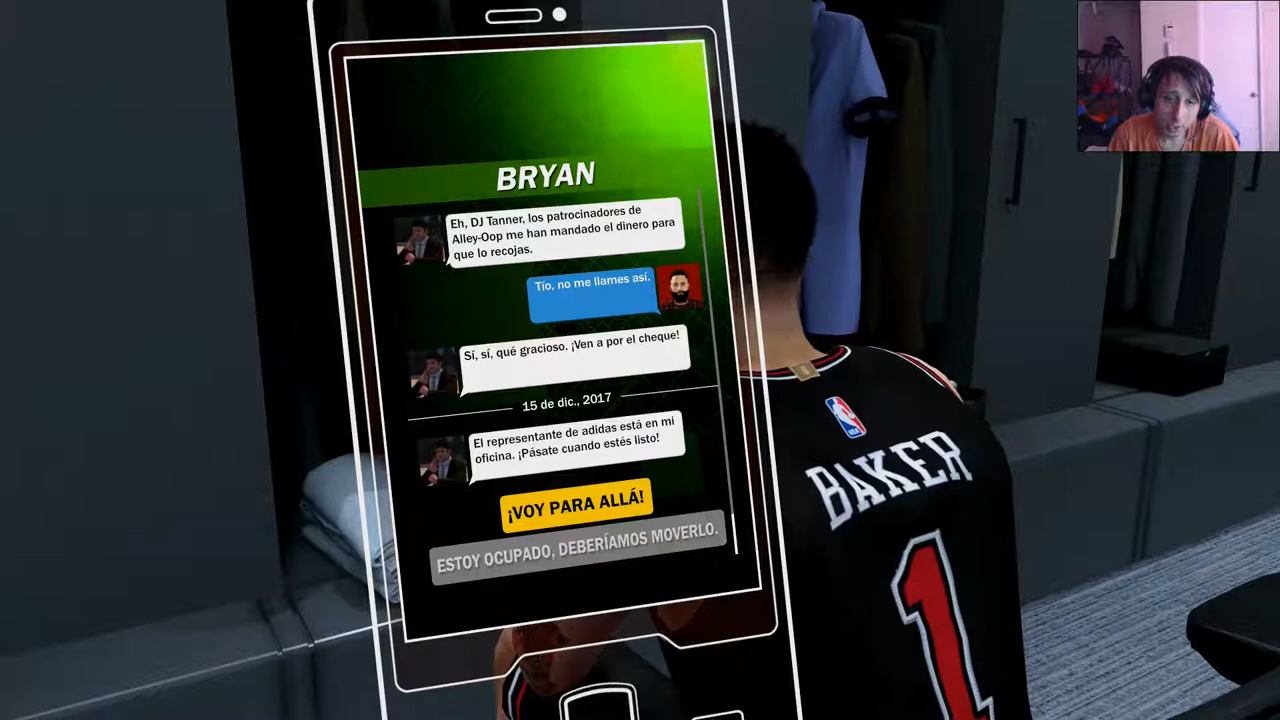 BRYAN
Eh, DJ Tanner, los patrocinadores de
Alley-Oop me han mandado el dinero para
que lo recojas.
Tío, no me llames así.
Sí, sí, qué gracioso. ¡Ven a por el cheque!
15 de dic., 2017
El representante de adidas está en mi
oficina. ¡Pásate cuando estés listo!
¡VOY PARA ALLÁ!
ESTOY OCUPADO, DEBERÍAMOS MOVERLO.
NBA
BAKER
1